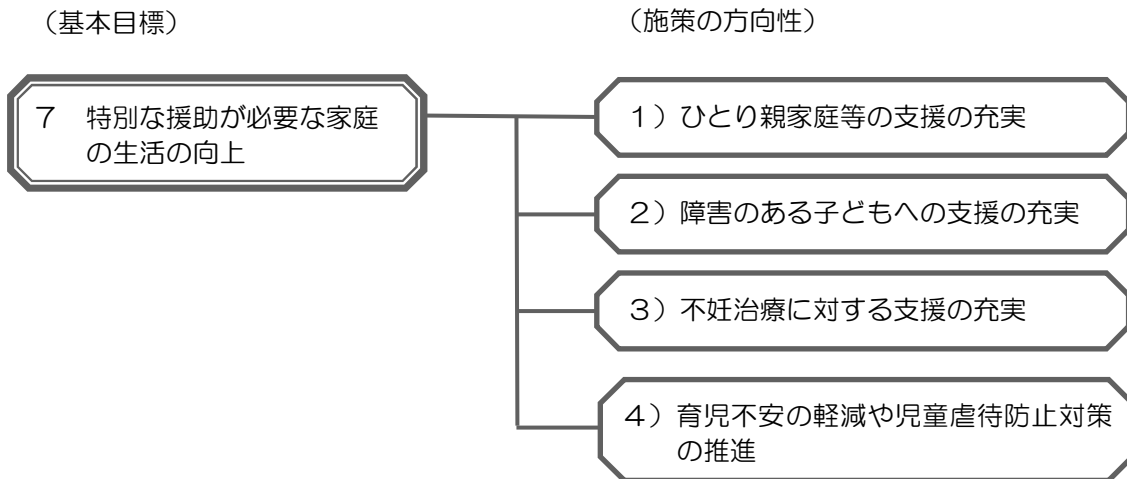 （基本目標）
（施策の方向性）
７　特別な援助が必要な家庭
の生活の向上
１）ひとり親家庭等の支援の充実
２）障害のある子どもへの支援の充実
３）不妊治療に対する支援の充実
４）育児不安の軽減や児童虐待防止対策
の推進